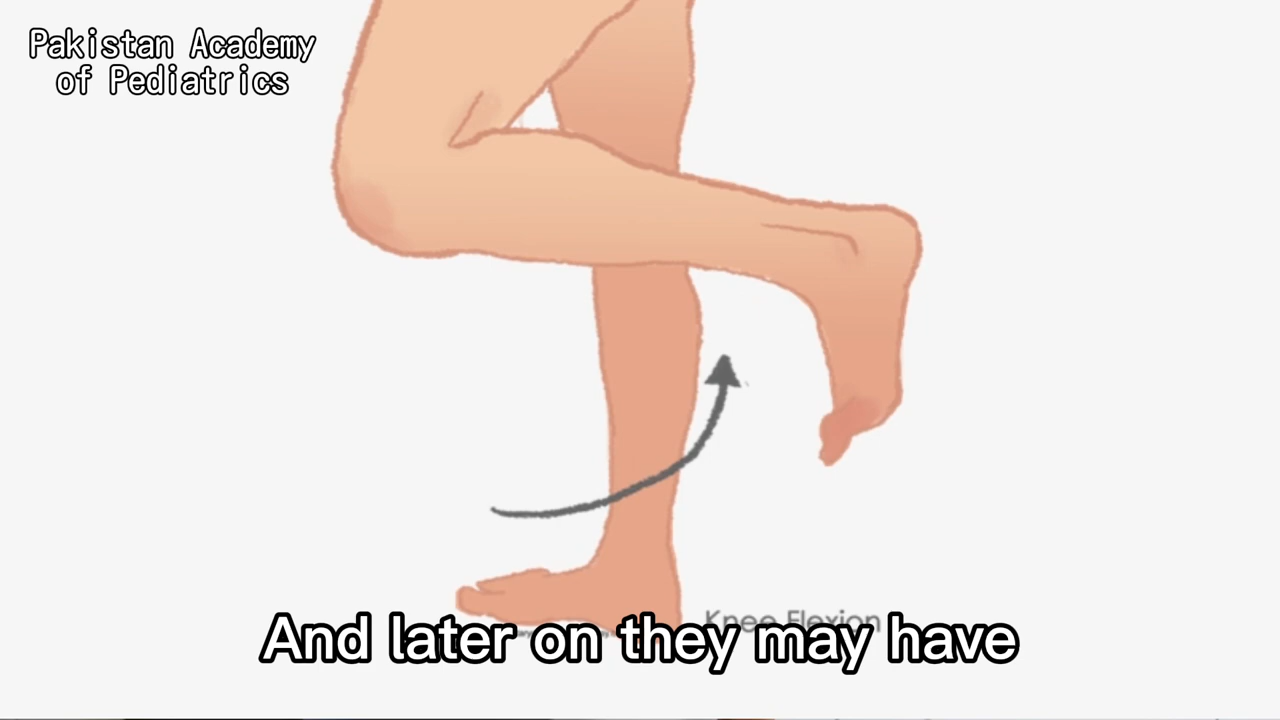 Pakistan Academy
of Pediatrics
Knee Flexion
And later on they may have